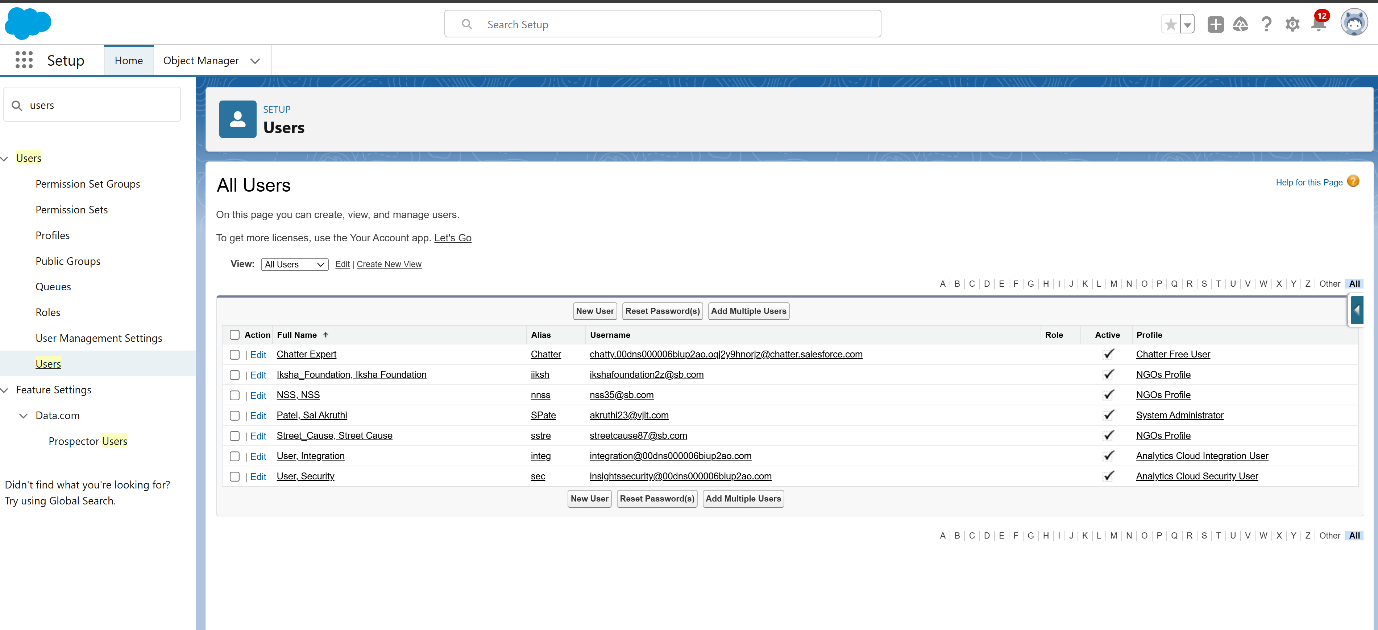 Search Setup
12
Setup
Home
Object Manager
users
Users
Permission Set Groups
Permission Sets
Profiles
Public Groups
Queues
Roles
User Management Settings
Users
Feature Settings
Data.com
Prospector Users
Didn't find what you're looking for?
Try using Global Search.
SETUP
Users
All Users
Help for this Page ?
On this page you can create, view, and manage users.
To get more licenses, use the Your Account app. Let's Go
View: All Users Edit | Create New View
A | B | C | D | E | F | G | H | I | J | K | L | M | N | O | P | Q | R | S | T | U | V | W | X | Y | Z | Other All
New User Reset Password(s) Add Multiple Users
Action Full Name ↑ Alias Username Role Active Profile
| Edit Chatter Expert Chatter ✓ Chatter Free User
| Edit Iksha_Foundation, Iksha Foundation iiksh ikshafoundation2z@sb.com ✓ NGOs Profile
| Edit NSS, NSS nnss nss35@sb.com ✓ NGOs Profile
| Edit Patel, Sai Akruthi SPate ✓ System Administrator
| Edit Street_Cause, Street Cause sstre streetcause87@sb.com ✓ NGOs Profile
| Edit User, Integration integ integration@00dns000006biup2ao.com ✓ Analytics Cloud Integration User
| Edit User, Security sec insightssecurity@00dns000006biup2ao.com ✓ Analytics Cloud Security User
New User Reset Password(s) Add Multiple Users
A | B | C | D | E | F | G | H | I | J | K | L | M | N | O | P | Q | R | S | T | U | V | W | X | Y | Z | Other All